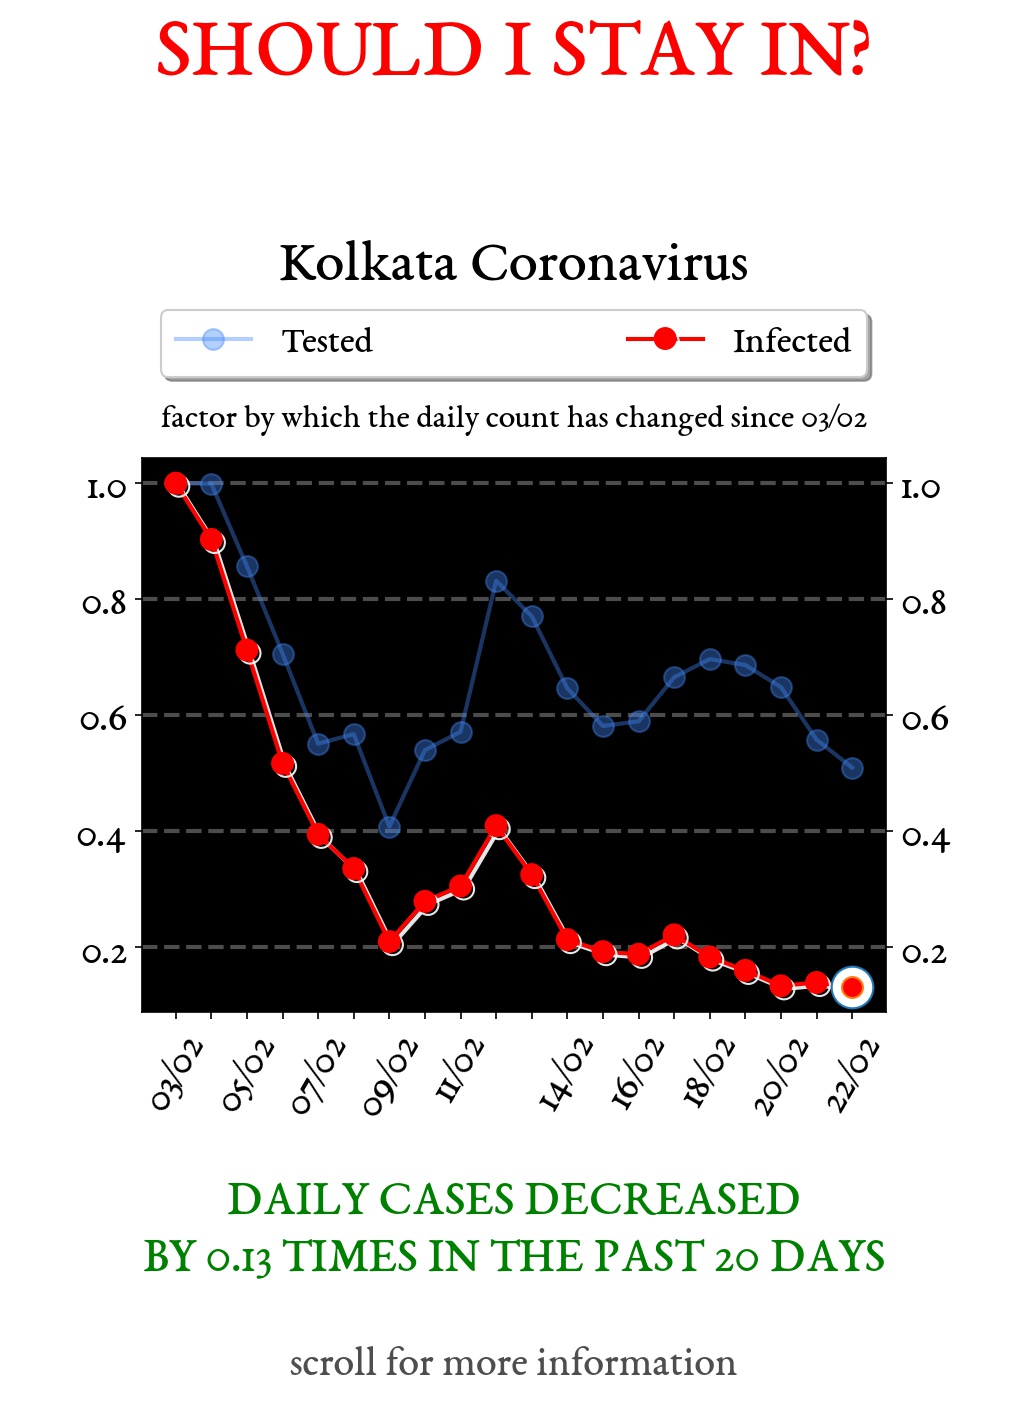 SHOULD I STAY IN?
Kolkata Coronavirus
Tested Infected
factor by which the daily count has changed since 03/02
1.0 1.0
0.8 0.8
0.6 0.6
0.4 0.4
0.2 0.2
03/02 05/02 07/02 09/02 11/02 14/02 16/02 18/02 20/02 22/02
DAILY CASES DECREASED
BY 0.13 TIMES IN THE PAST 20 DAYS
scroll for more information